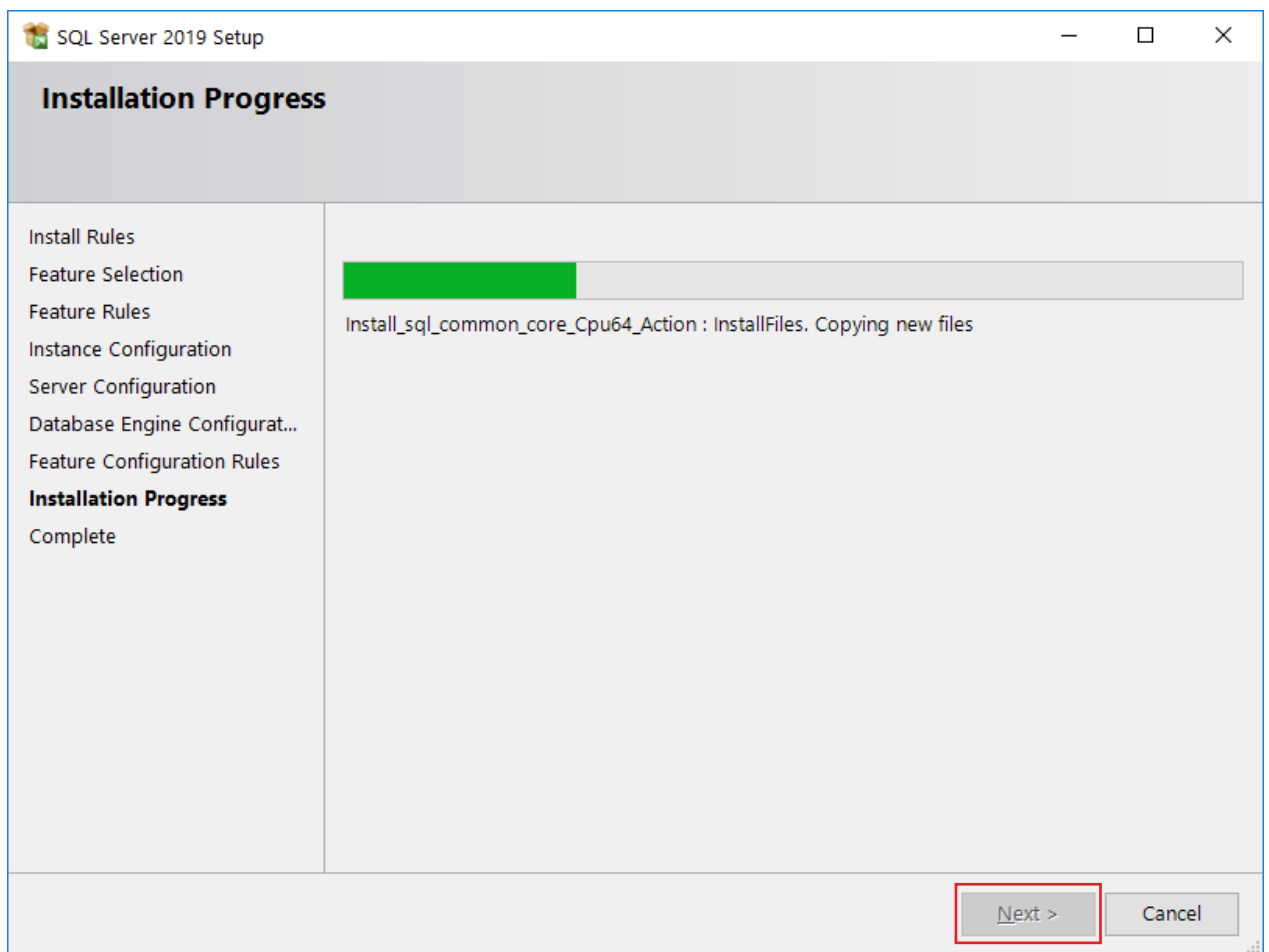 SQL Server 2019 Setup
Installation Progress
Install Rules
Feature Selection
Feature Rules
Instance Configuration
Server Configuration
Database Engine Configurat...
Feature Configuration Rules
Installation Progress
Complete
Install_sql_common_core_Cpu64_Action : InstallFiles. Copying new files
Next >
Cancel